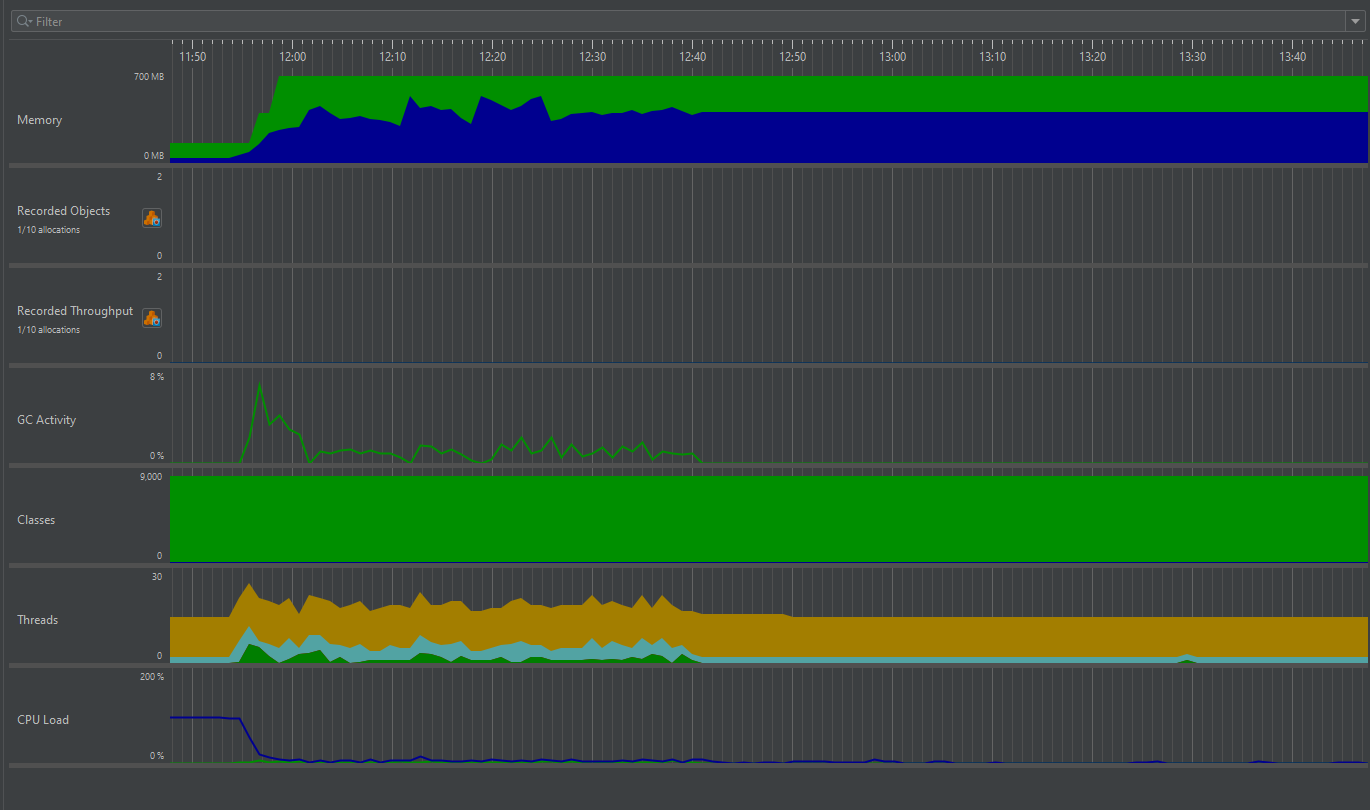 Filter
11:50 12:00 12:10 12:20 12:30 12:40 12:50 13:00 13:10 13:20 13:30 13:40
700 MB
Memory
0 MB
2
Recorded Objects
1/10 allocations
0
2
Recorded Throughput
1/10 allocations
0
8 %
GC Activity
0 %
9,000
Classes
0
30
Threads
0
200 %
CPU Load
0 %